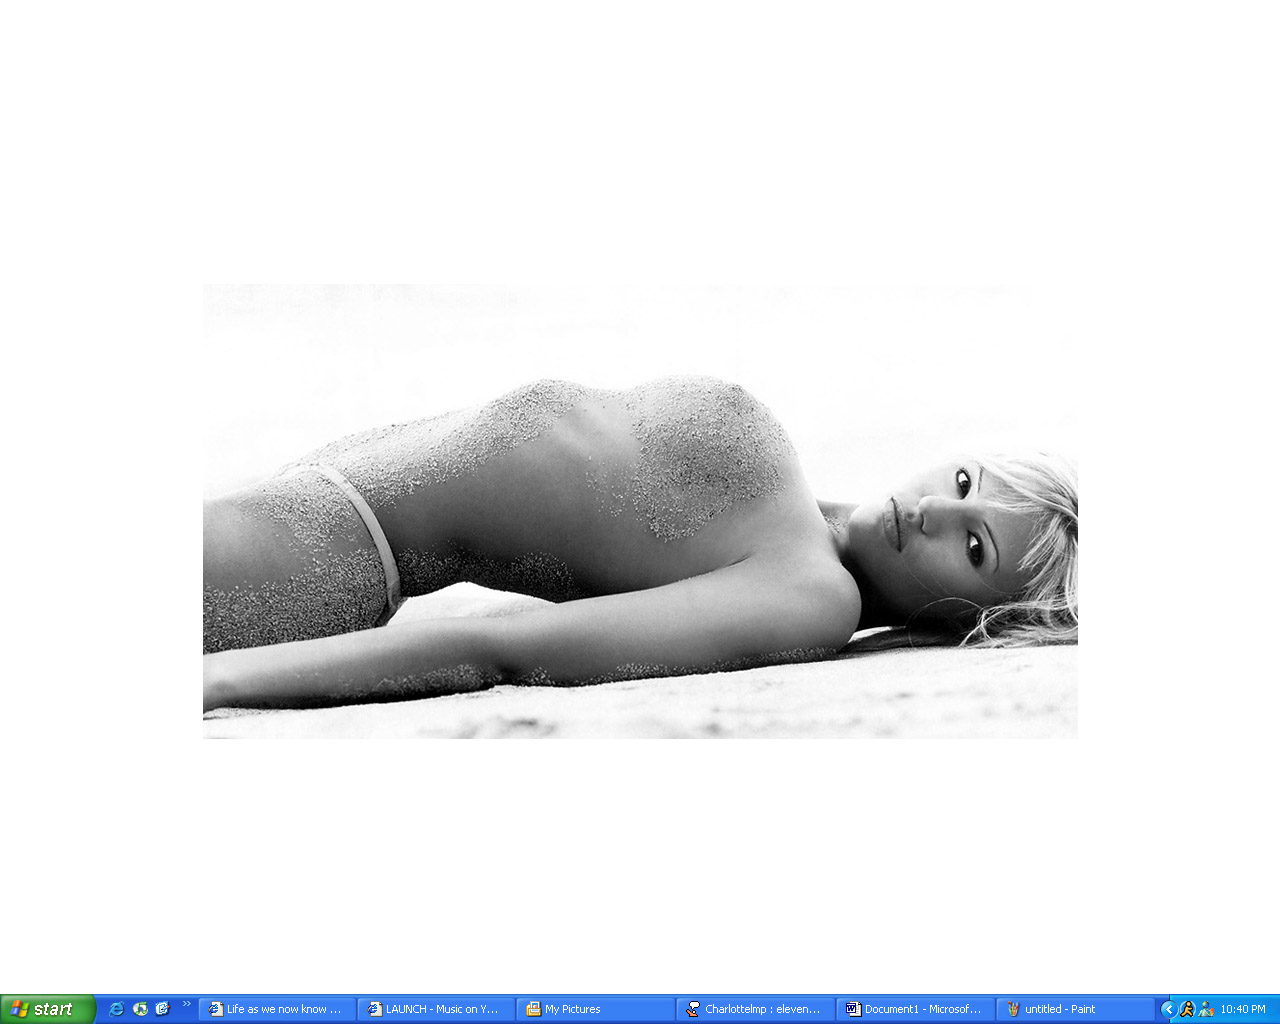 start
Life as we now know ...
LAUNCH - Music on Y...
My Pictures
Charlottelmp : eleven...
Document1 - Microsof...
untitled - Paint
10:40 PM